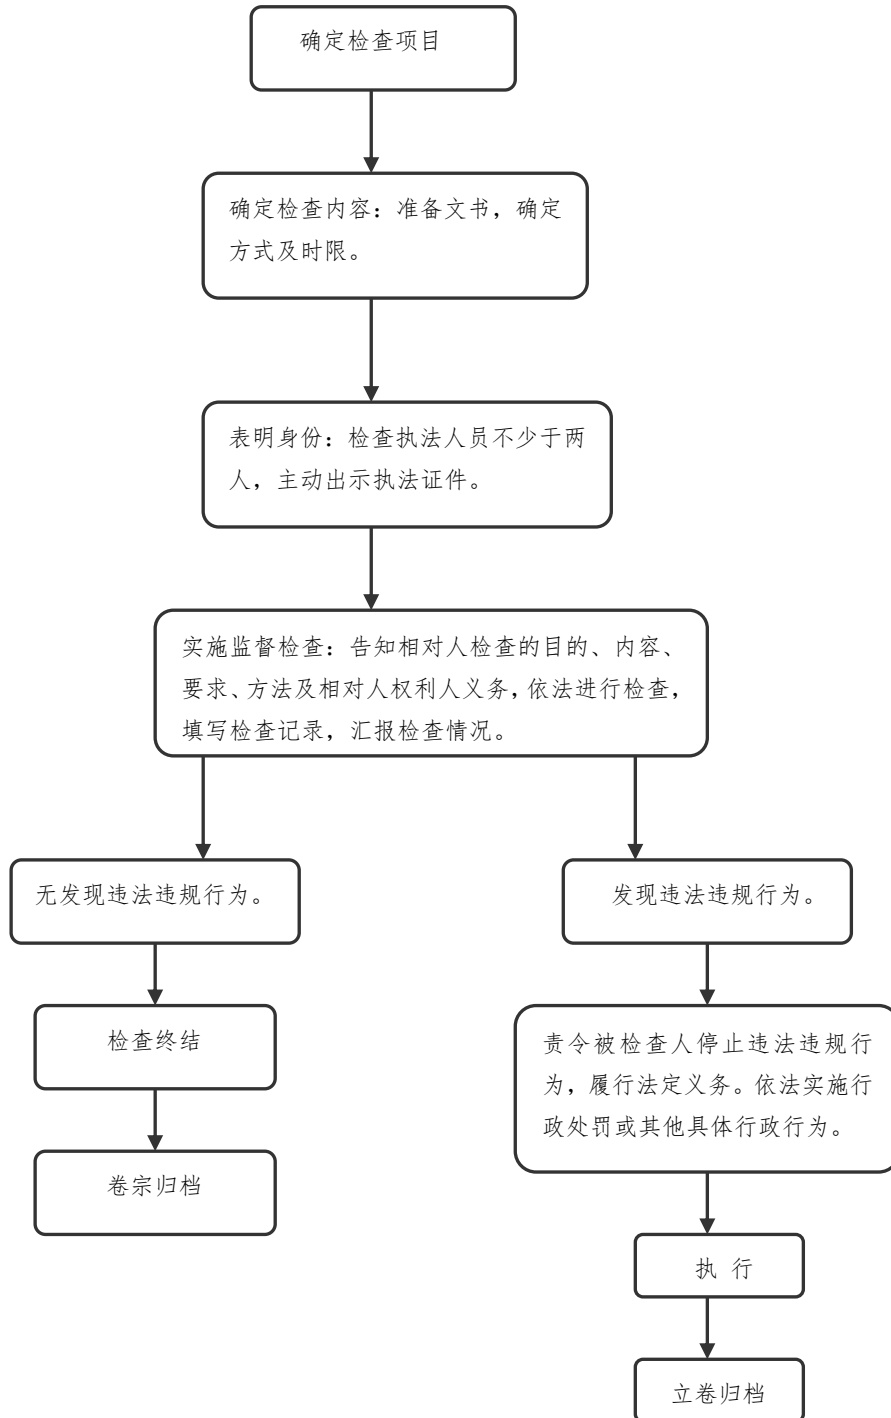 确定检查项目
确定检查内容：准备文书，确定
方式及时限。
表明身份：检查执法人员不少于两
人，主动出示执法证件。
实施监督检查：告知相对人检查的目的、内容、
要求、方法及相对人权利人义务，依法进行检查，
填写检查记录，汇报检查情况。
无发现违法违规行为。
发现违法违规行为。
检查终结
责令被检查人停止违法违规行
为，履行法定义务。依法实施行
政处罚或其他具体行政行为。
卷宗归档
执 行
立卷归档